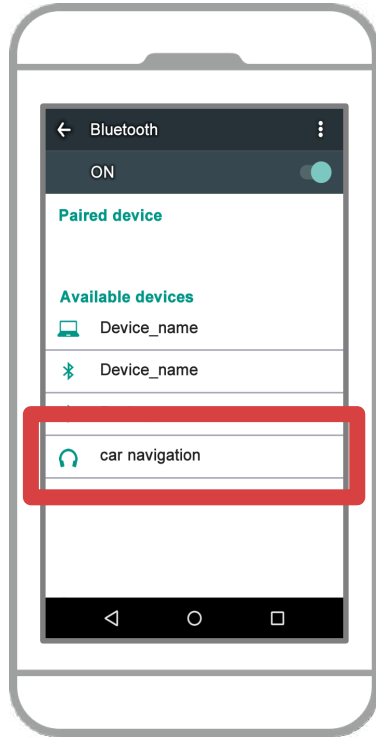 Bluetooth
ON
Paired device
Available devices
Device_name
Device_name
car navigation